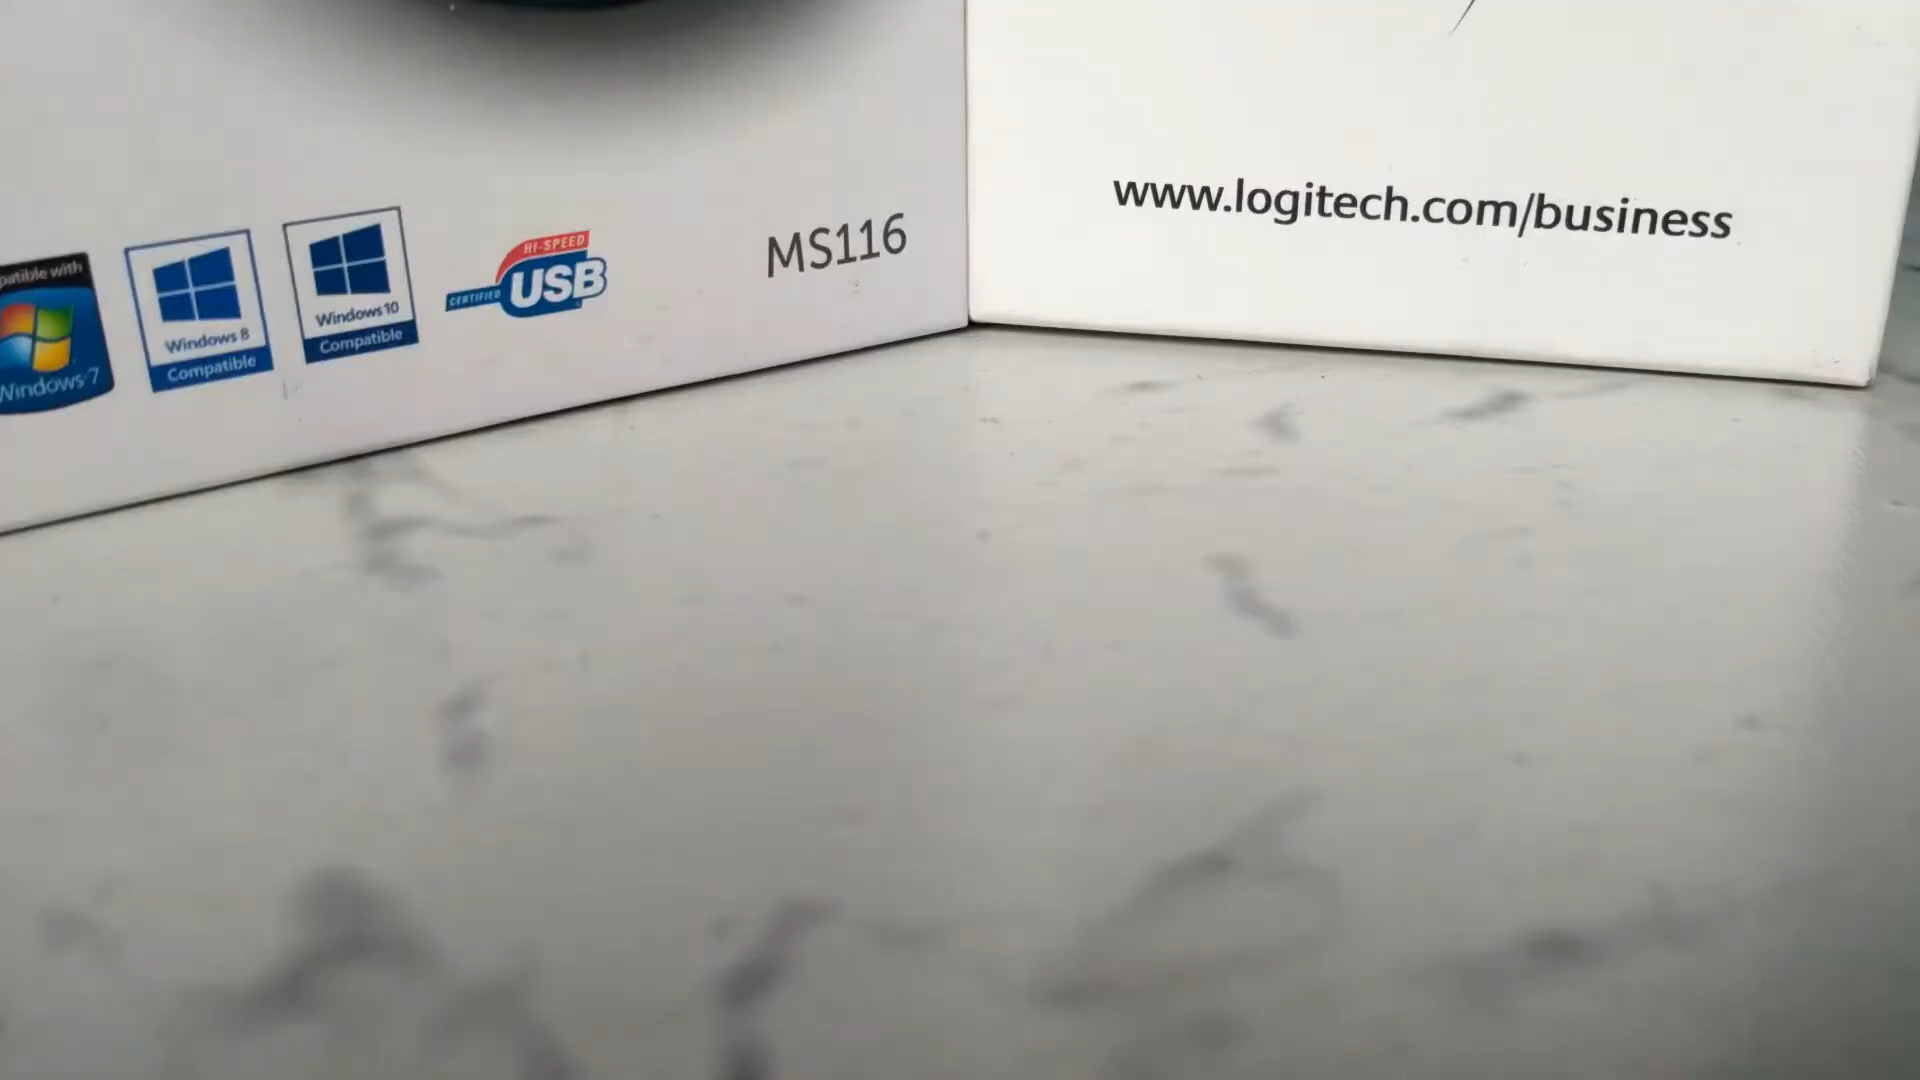 patible with
Windows 7
Windows 8
Compatible
Windows 10
Compatible
HI-SPEED
CERTIFIED
USB
MS116
www.logitech.com/business